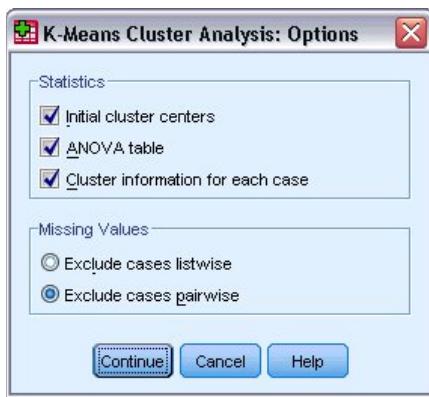 K-Means Cluster Analysis: Options
Statistics
Initial cluster centers
ANOVA table
Cluster information for each case
Missing Values
Exclude cases listwise
Exclude cases pairwise
Continue Cancel Help